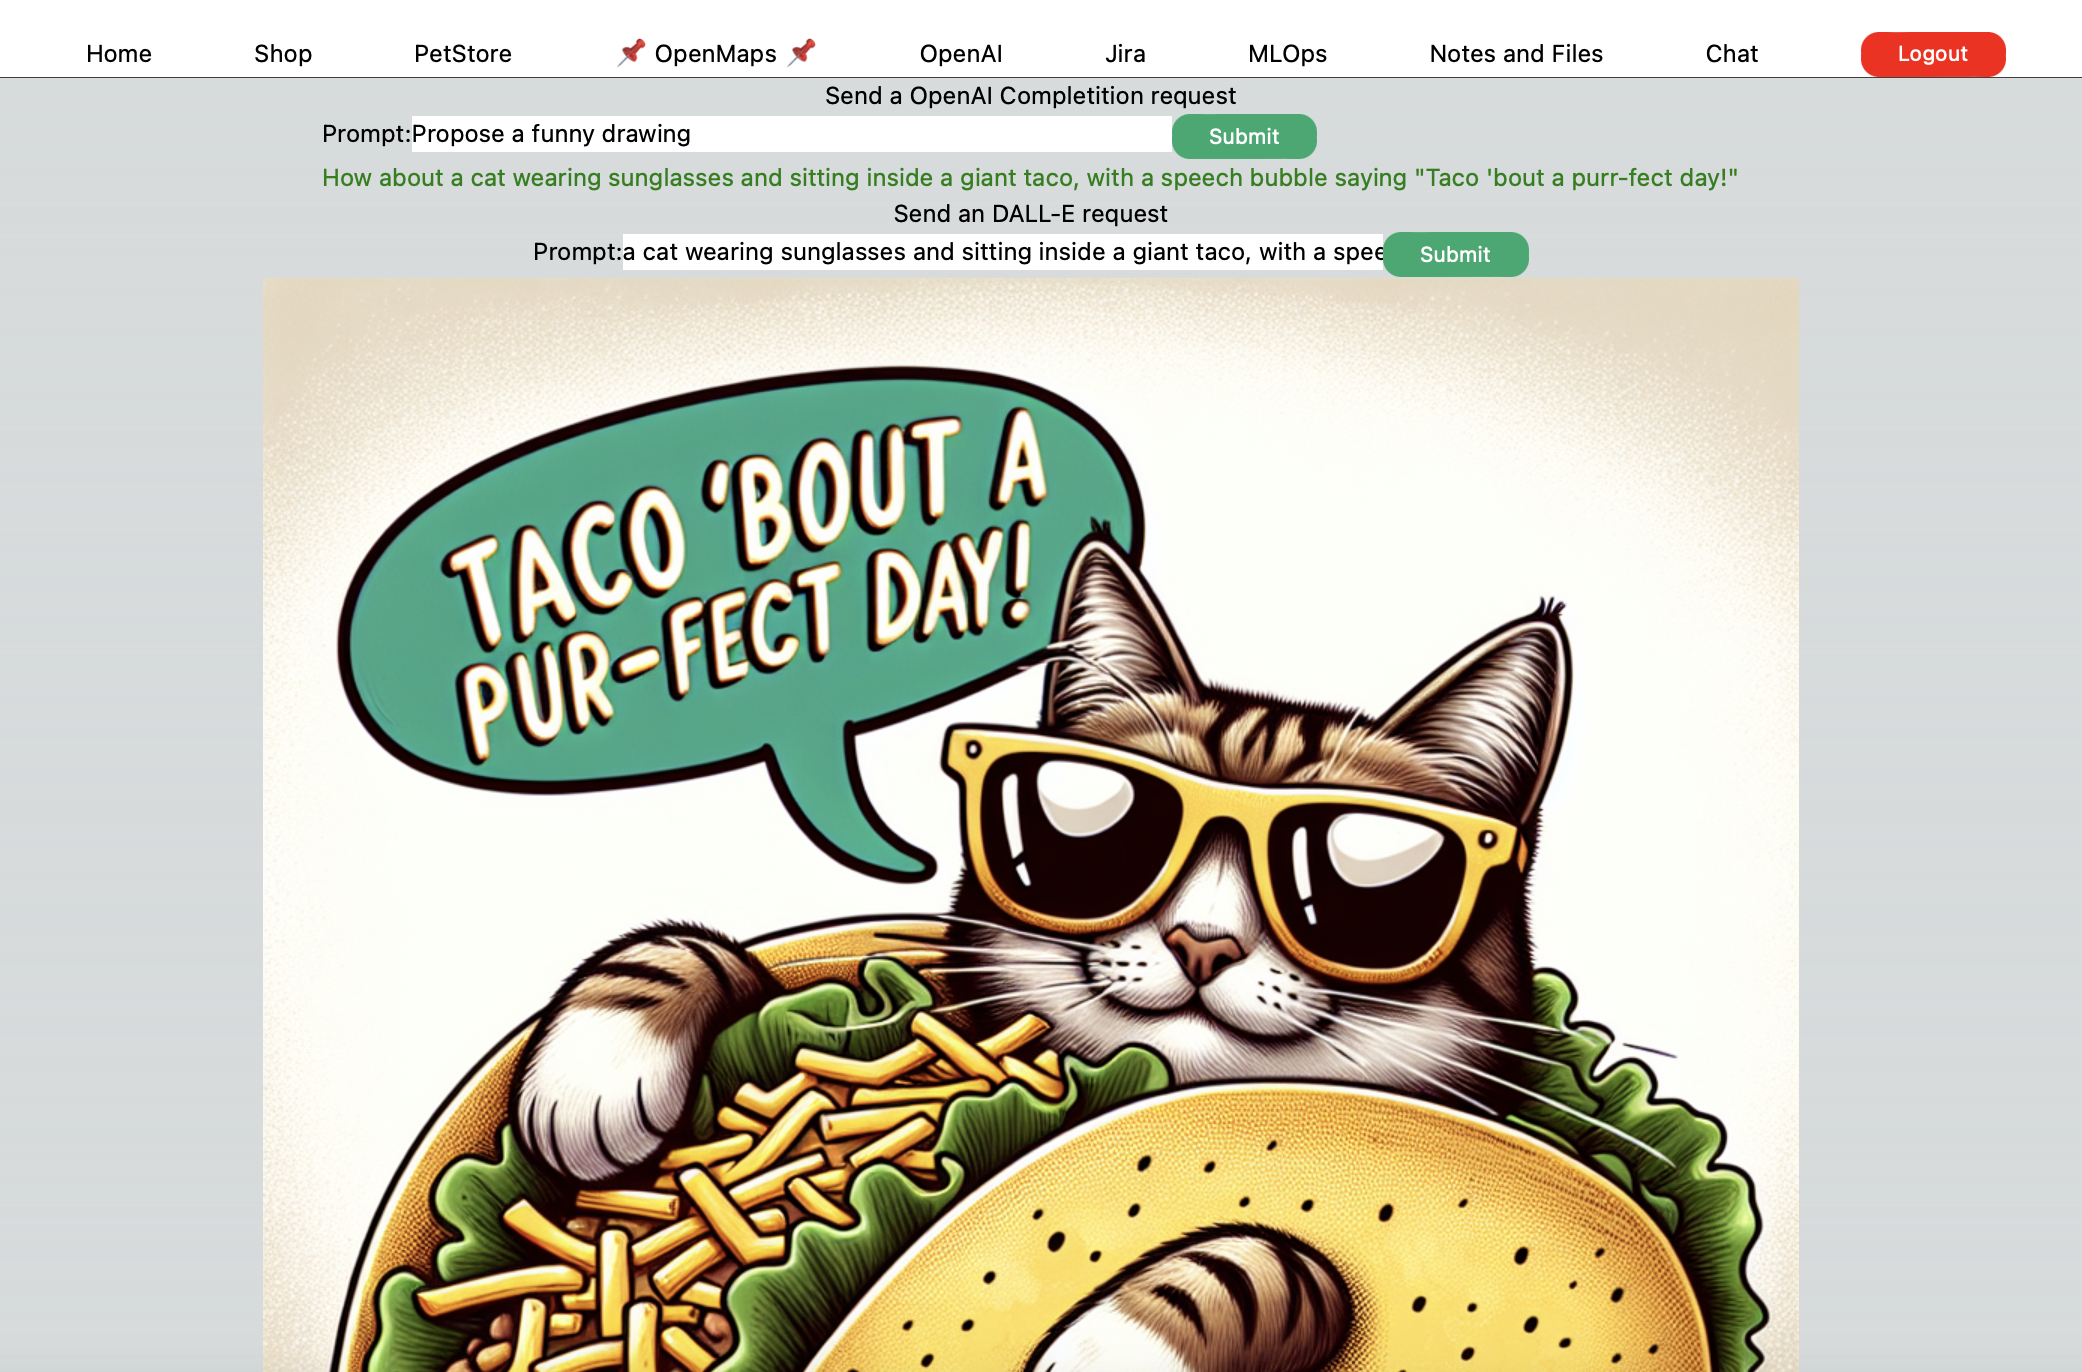 Home Shop PetStore 📌 OpenMaps 📌 OpenAI Jira MLOps Notes and Files Chat Logout
Send a OpenAI Completition request
Prompt:Propose a funny drawing Submit
How about a cat wearing sunglasses and sitting inside a giant taco, with a speech bubble saying "Taco 'bout a purr-fect day!"
Send an DALL-E request
Prompt:a cat wearing sunglasses and sitting inside a giant taco, with a spee Submit
TACO 'BOUT A
PUR-FECT DAY!